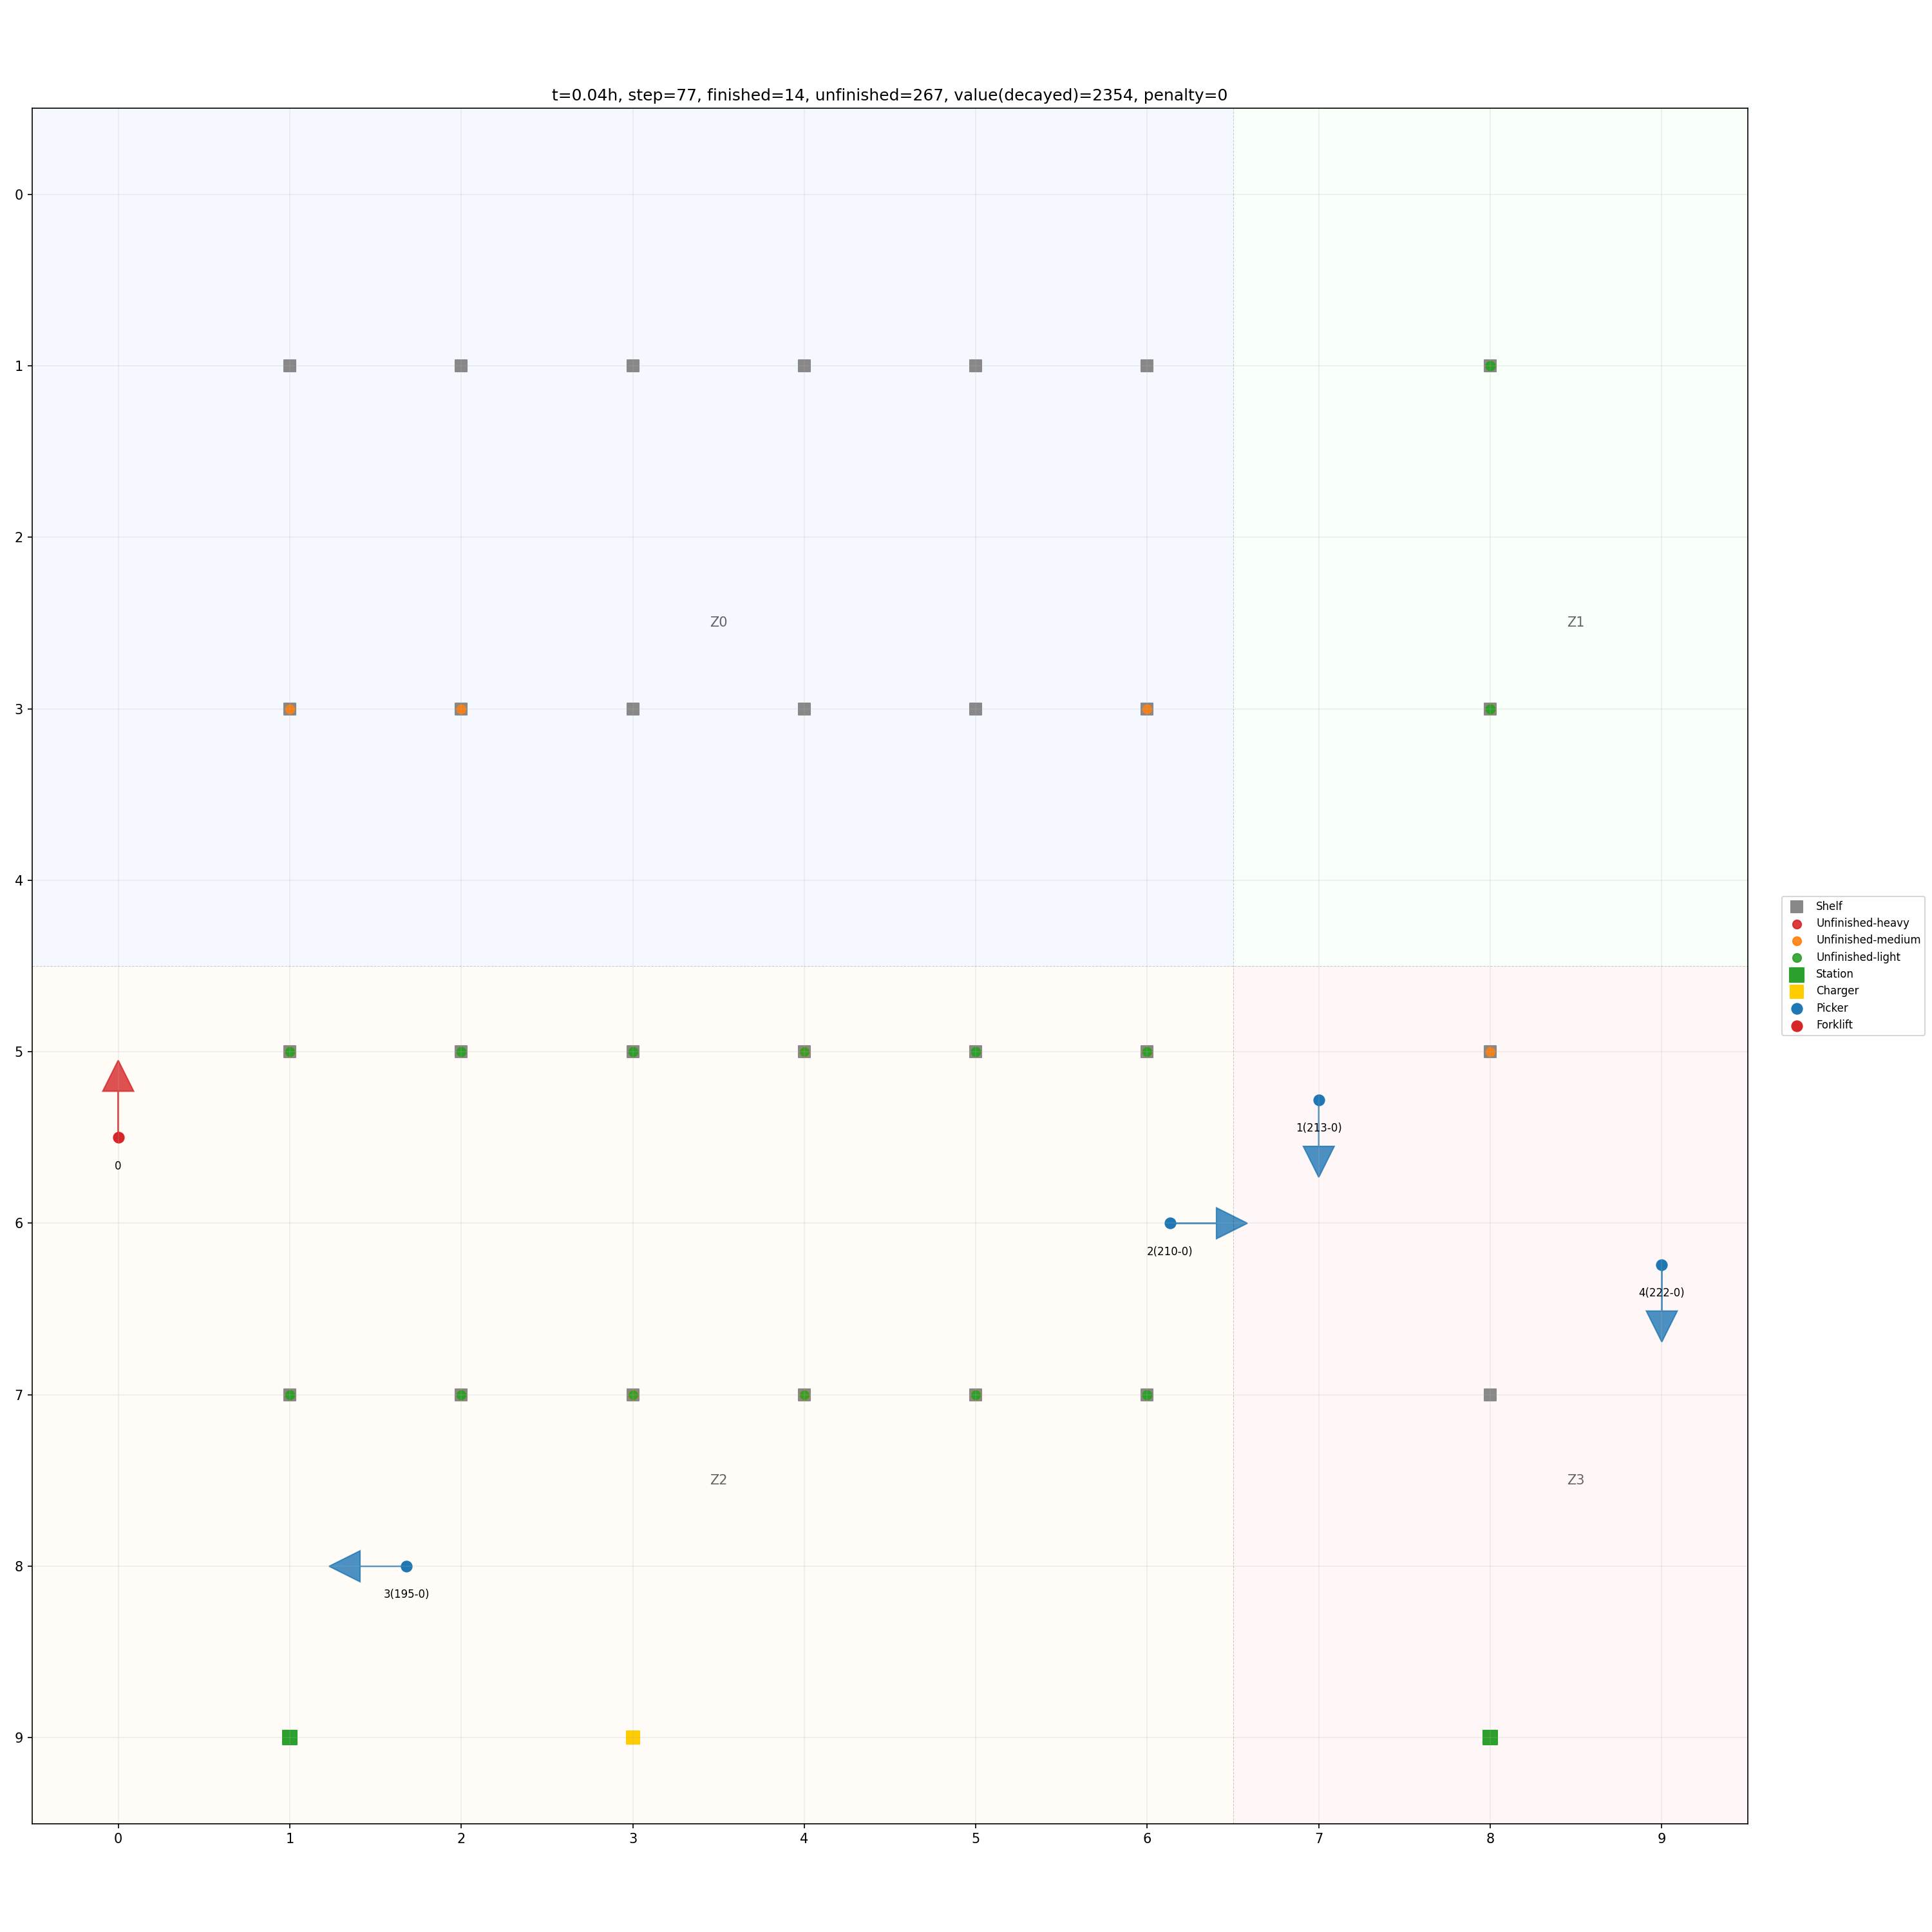 t=0.04h, step=77, finished=14, unfinished=267, value(decayed)=2354, penalty=0
0
1
2
Z0
Z1
3
4
Shelf
Unfinished-heavy
Unfinished-medium
Unfinished-light
Station
Charger
Picker
Forklift
5
1(213-0)
0
6
2(210-0)
4(222-0)
7
Z2
Z3
8
3(195-0)
9
0 1 2 3 4 5 6 7 8 9